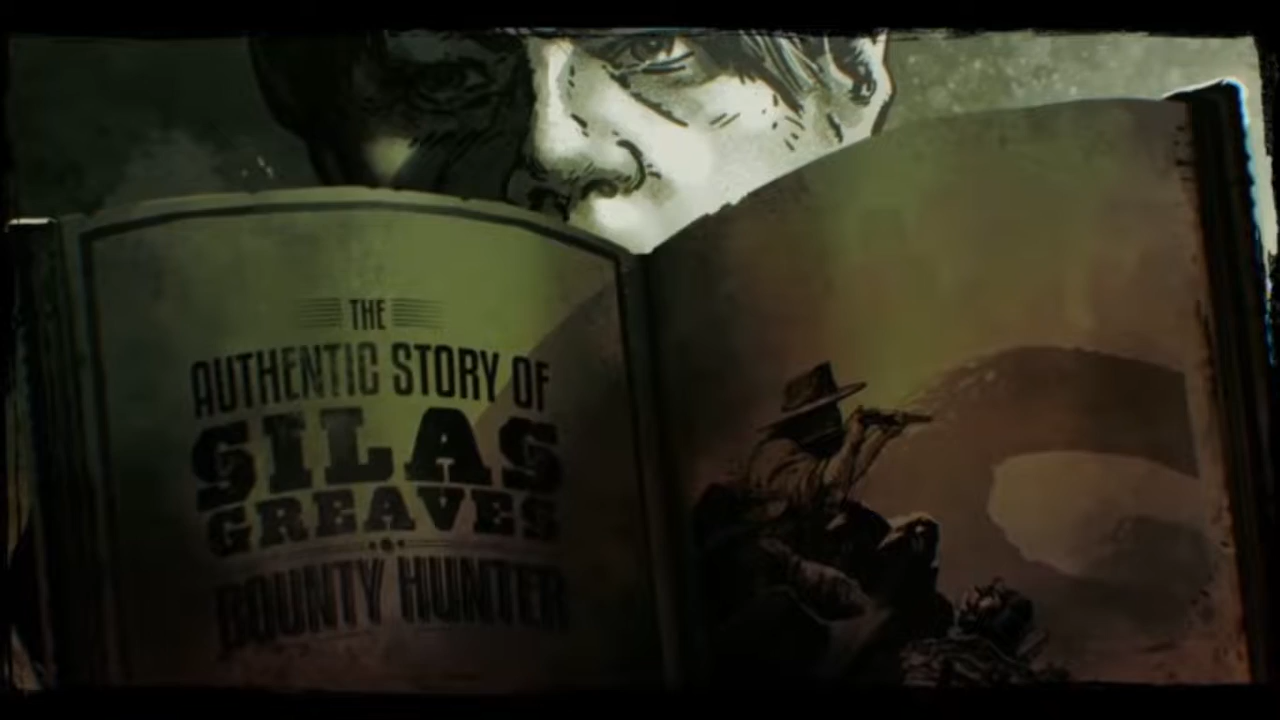 THE
AUTHENTIC STORY OF
SILAS
GREAVES
BOUNTY HUNTER